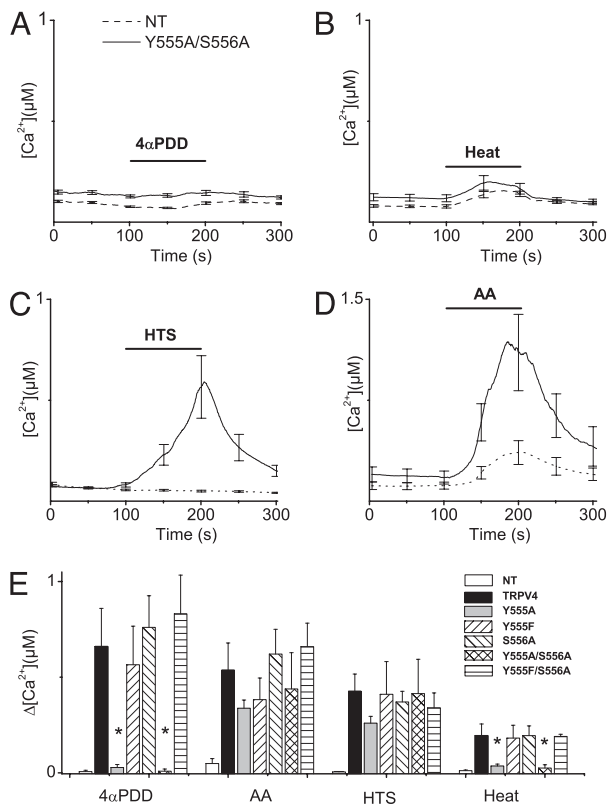 A
NT
Y555A/S556A
1
[Ca2+](µM)
4αPDD
0 100 200 300
Time (s)
B
1
[Ca2+](µM)
Heat
0 100 200 300
Time (s)
C
1
[Ca2+](µM)
HTS
0 100 200 300
Time (s)
D
1.5
[Ca2+](µM)
AA
0 100 200 300
Time (s)
E
1
Δ[Ca2+](µM)
0
NT
TRPV4
Y555A
Y555F
S556A
Y555A/S556A
Y555F/S556A
* * * *
4αPDD AA HTS Heat